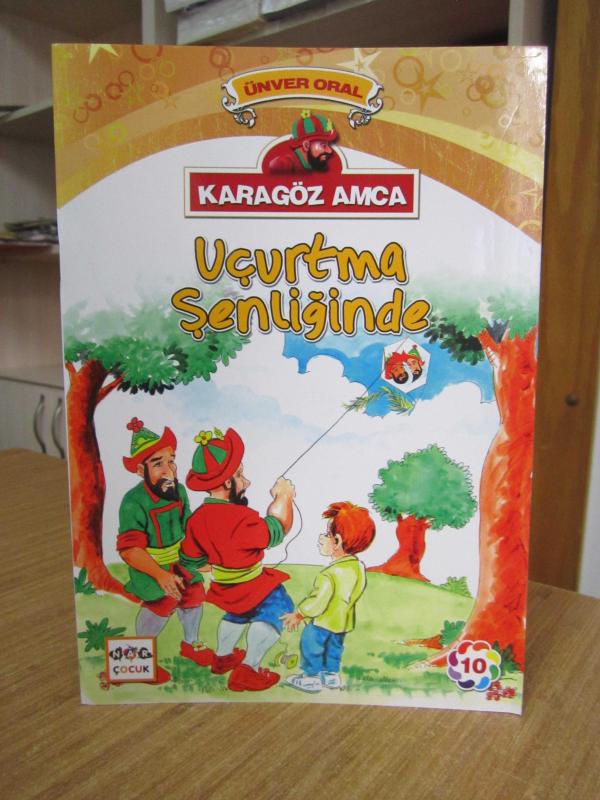 ÜNVER ORAL
KARAGÖZ AMCA
Uçurtma
Şenliğinde
NAR
ÇOCUK
10